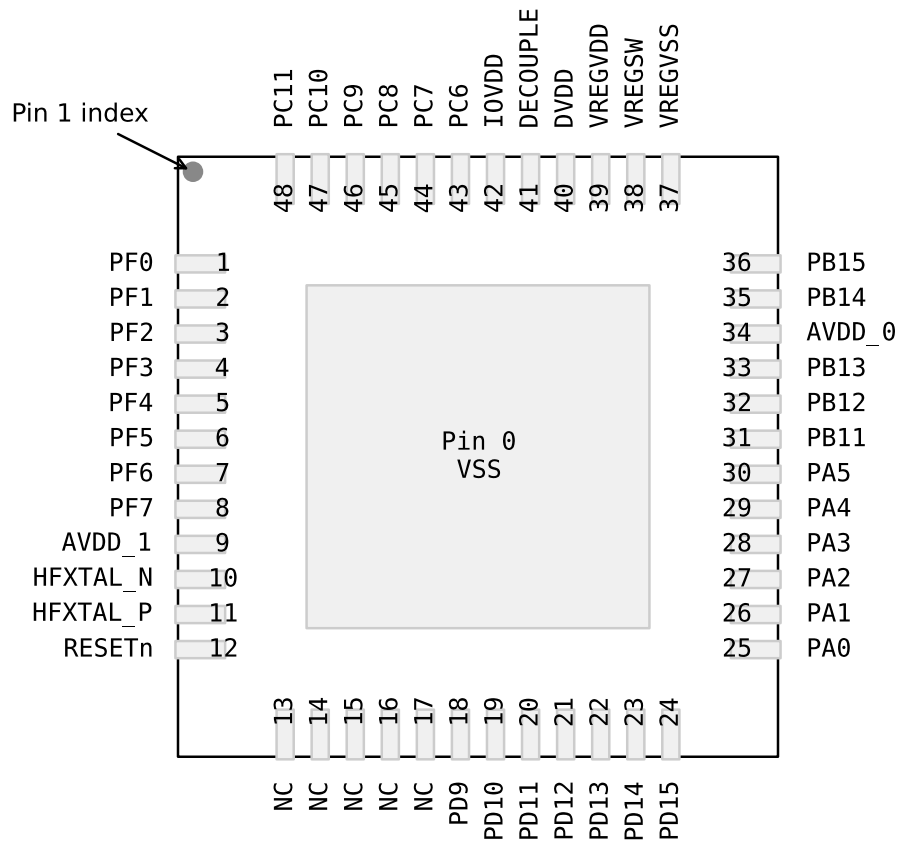 PC11 PC10 PC9 PC8 PC7 PC6 IOVDD DECOUPLE DVDD VREGVDD VREGSW VREGVSS
Pin 1 index
48 47 46 45 44 43 42 41 40 39 38 37
PF0 1 36 PB15
PF1 2 35 PB14
PF2 3 34 AVDD_0
PF3 4 33 PB13
PF4 5 32 PB12
PF5 6 31 PB11
Pin 0
VSS
PF6 7 30 PA5
PF7 8 29 PA4
AVDD_1 9 28 PA3
HFXTAL_N 10 27 PA2
HFXTAL_P 11 26 PA1
RESETn 12 25 PA0
13 14 15 16 17 18 19 20 21 22 23 24
NC NC NC NC NC PD9 PD10 PD11 PD12 PD13 PD14 PD15